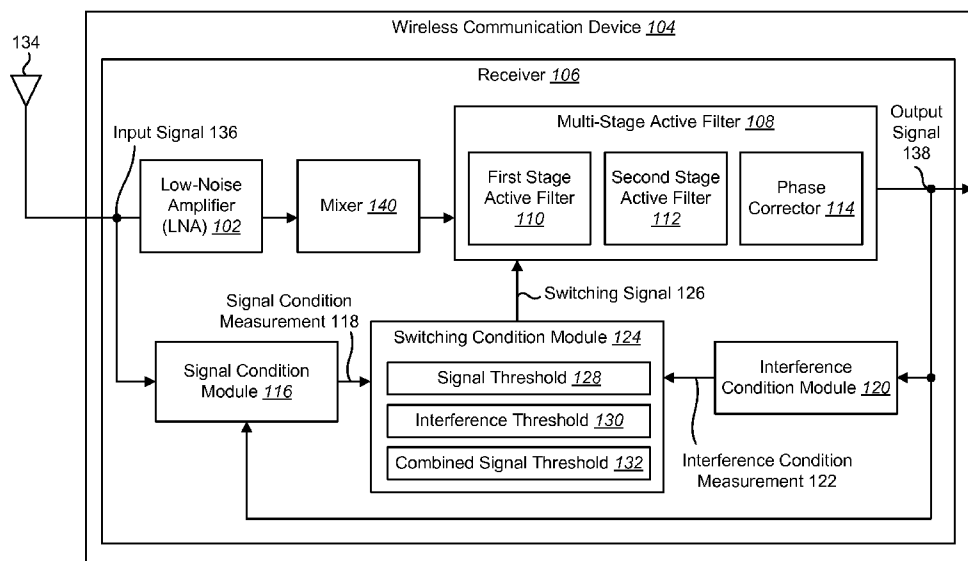 Wireless Communication Device 104
134
Receiver 106
Input Signal 136
Multi-Stage Active Filter 108
Output
Signal
138
Low-Noise
Amplifier
(LNA) 102
Mixer 140
First Stage
Active Filter
110
Second Stage
Active Filter
112
Phase
Corrector
114
Switching Signal 126
Signal Condition
Measurement 118
Signal Condition
Module 116
Switching Condition Module 124
Signal Threshold 128
Interference Threshold 130
Combined Signal Threshold 132
Interference
Condition Module 120
Interference Condition
Measurement 122